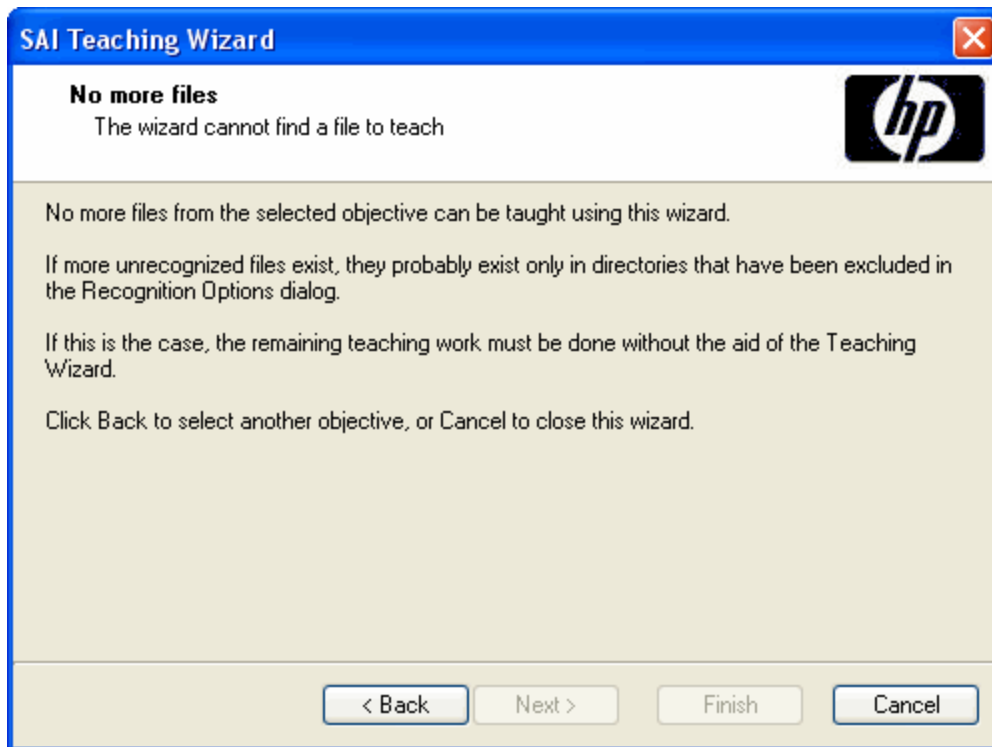 SAI Teaching Wizard
No more files
The wizard cannot find a file to teach
hp
No more files from the selected objective can be taught using this wizard.
If more unrecognized files exist, they probably exist only in directories that have been excluded in
the Recognition Options dialog.
If this is the case, the remaining teaching work must be done without the aid of the Teaching
Wizard.
Click Back to select another objective, or Cancel to close this wizard.
< Back Next > Finish Cancel